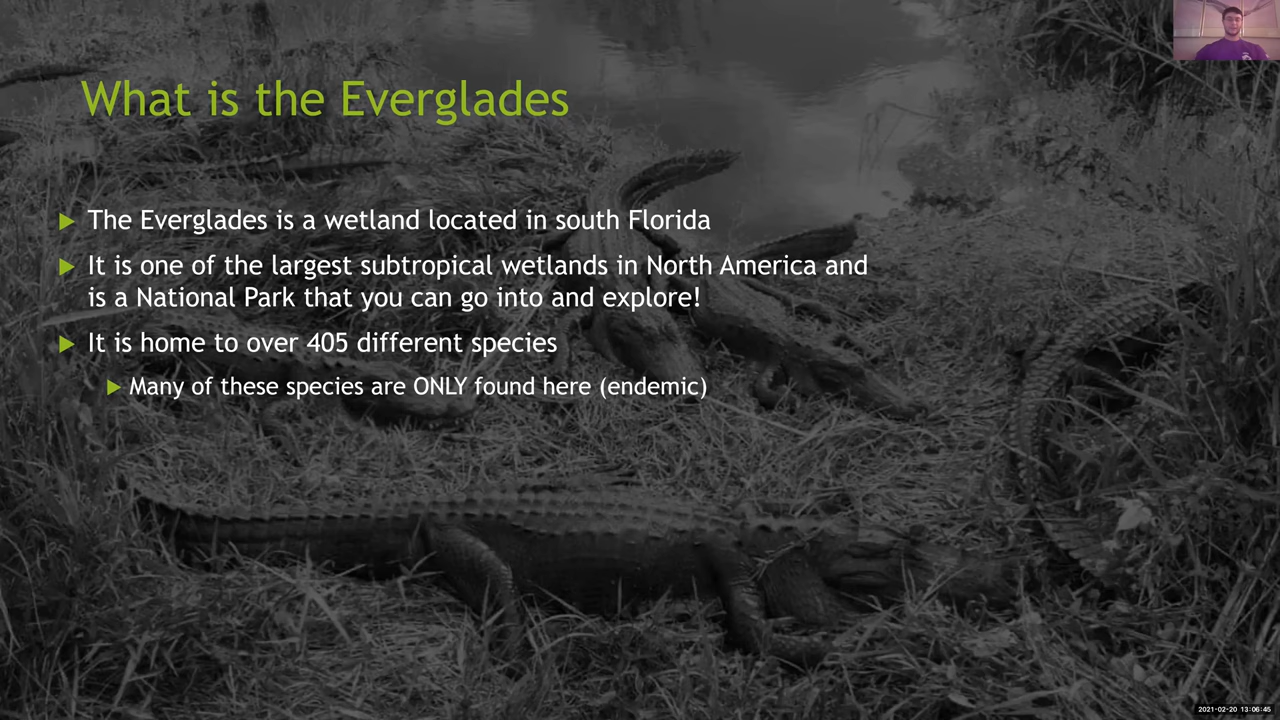 What is the Everglades
The Everglades is a wetland located in south Florida
It is one of the largest subtropical wetlands in North America and
is a National Park that you can go into and explore!
It is home to over 405 different species
Many of these species are ONLY found here (endemic)
2021-02-20 13:06:45